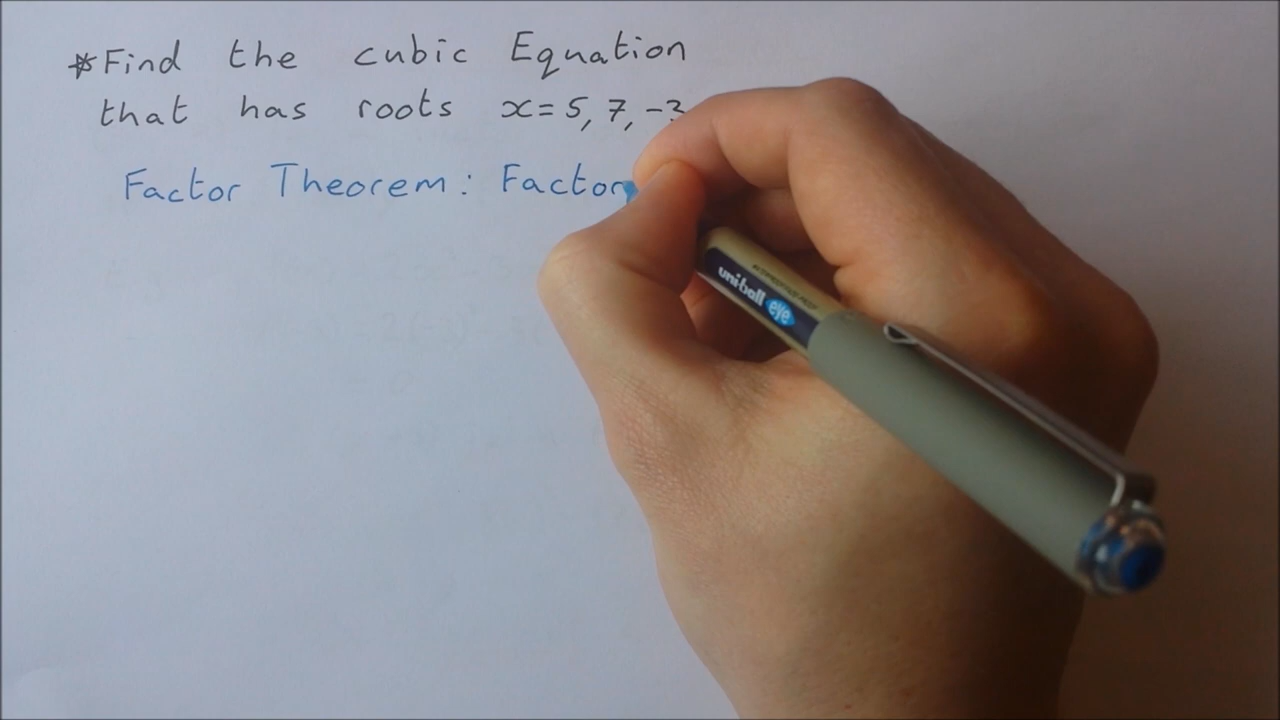 *Find the cubic Equation
that has roots x=5, 7, -3
Factor Theorem: Factor
uniball eye